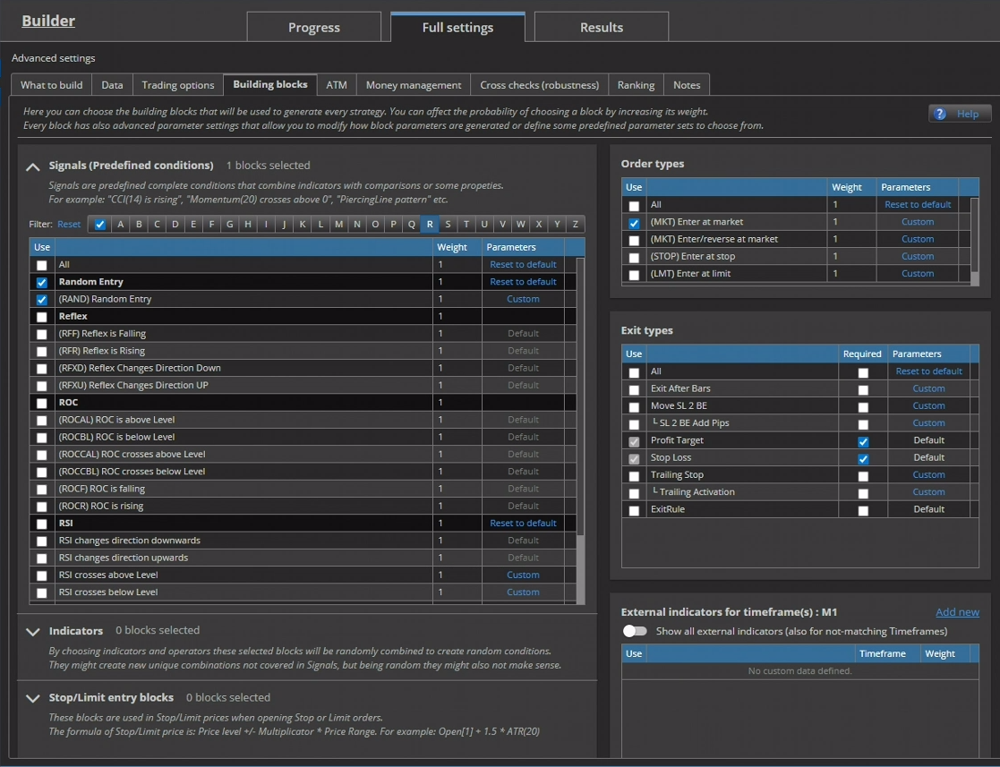 Builder
Progress
Full settings
Results
Advanced settings
What to build
Data
Trading options
Building blocks
ATM
Money management
Cross checks (robustness)
Ranking
Notes
Here you can choose the building blocks that will be used to generate every strategy. You can affect the probability of choosing a block by increasing its weight.
Every block has also advanced parameter settings that allow you to modify how block parameters are generated or define some predefined parameter sets to choose from.
? Help
Signals (Predefined conditions) 1 blocks selected
Signals are predefined complete conditions that combine indicators with comparisons or some propeties.
For example: "CCI(14) is rising", "Momentum(20) crosses above 0", "PiercingLine pattern" etc.
Filter: Reset A B C D E F G H I J K L M N O P Q R S T U V W X Y Z
Use Weight Parameters
All 1 Reset to default
Random Entry 1 Reset to default
(RAND) Random Entry 1 Custom
Reflex 1
(RFF) Reflex is Falling 1 Default
(RFR) Reflex is Rising 1 Default
(RFXD) Reflex Changes Direction Down 1 Default
(RFXU) Reflex Changes Direction UP 1 Default
ROC 1
(ROCAL) ROC is above Level 1 Default
(ROCBL) ROC is below Level 1 Default
(ROCCAL) ROC crosses above Level 1 Default
(ROCCBL) ROC crosses below Level 1 Default
(ROCF) ROC is falling 1 Default
(ROCR) ROC is rising 1 Default
RSI 1 Reset to default
RSI changes direction downwards 1 Default
RSI changes direction upwards 1 Default
RSI crosses above Level 1 Custom
RSI crosses below Level 1 Custom
Indicators 0 blocks selected
By choosing indicators and operators these selected blocks will be randomly combined to create random conditions.
They might create new unique combinations not covered in Signals, but being random they might also not make sense.
Stop/Limit entry blocks 0 blocks selected
These blocks are used in Stop/Limit prices when opening Stop or Limit orders.
The formula of Stop/Limit price is: Price level +/- Multiplicator * Price Range. For example: Open[1] + 1.5 * ATR(20)
Order types
Use Weight Parameters
All 1 Reset to default
(MKT) Enter at market 1 Custom
(MKT) Enter/reverse at market 1 Custom
(STOP) Enter at stop 1 Custom
(LMT) Enter at limit 1 Custom
Exit types
Use Required Parameters
All Reset to default
Exit After Bars Custom
Move SL 2 BE Custom
└ SL 2 BE Add Pips Custom
Profit Target Default
Stop Loss Default
Trailing Stop Custom
└ Trailing Activation Custom
ExitRule Default
External indicators for timeframe(s) : M1 Add new
Show all external indicators (also for not-matching Timeframes)
Use Timeframe Weight
No custom data defined.